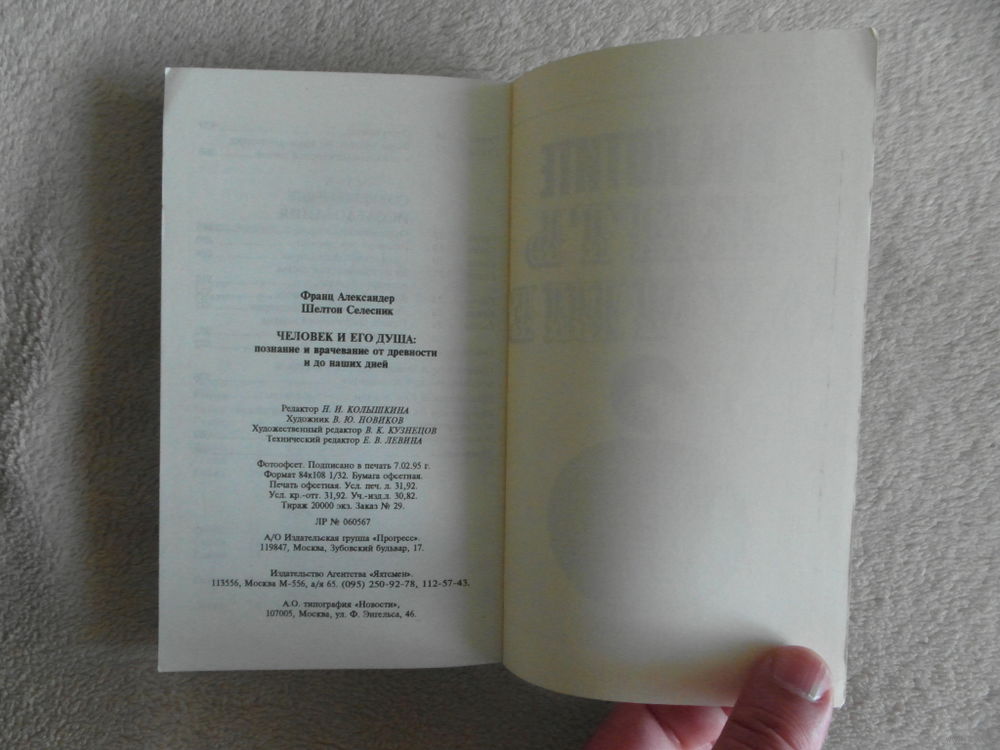 Франц Александер
Шелтон Селесник
ЧЕЛОВЕК И ЕГО ДУША:
познание и врачевание от древности
и до наших дней
Редактор Н. И. КОЛЫШКИНА
Художник В. Ю. НОВИКОВ
Художественный редактор В. К. КУЗНЕЦОВ
Технический редактор Е. В. ЛЕВИНА
Фотоофсет. Подписано в печать 7.02.95 г.
Формат 84х108 1/32. Бумага офсетная.
Печать офсетная. Усл. печ. л. 31,92.
Усл. кр.-отт. 31,92. Уч.-изд.л. 30,82.
Тираж 20000 экз. Заказ № 29.
ЛР № 060567
А/О Издательская группа «Прогресс».
119847, Москва, Зубовский бульвар, 17.
Издательство Агентства «Яхтсмен».
113556, Москва М-556, а/я 65. (095) 250-92-78, 112-57-43.
А.О. типография «Новости»,
107005, Москва, ул. Ф. Энгельса, 46.